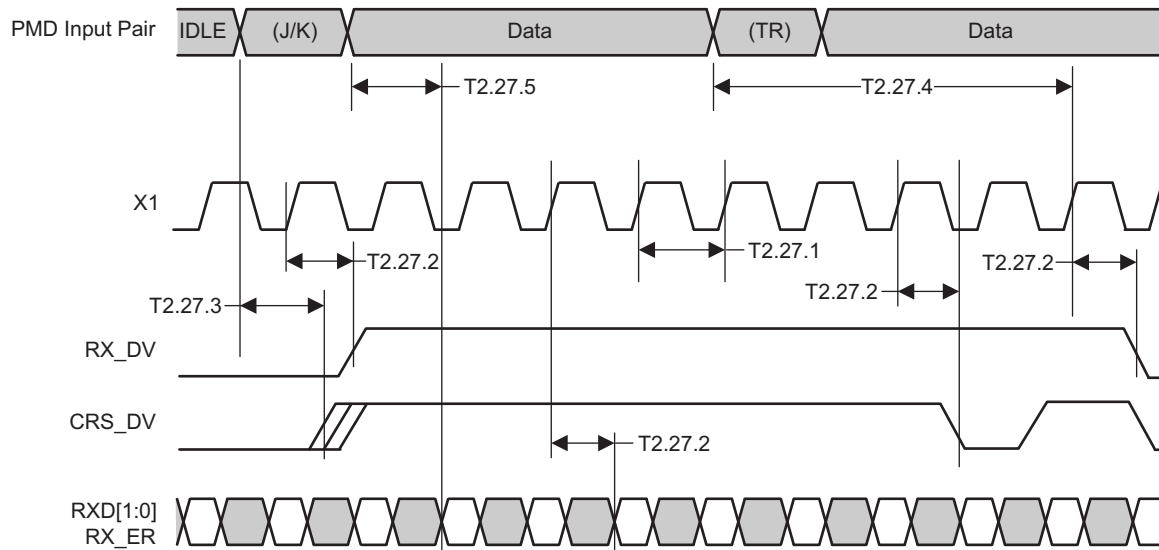 PMD Input Pair IDLE (J/K) Data (TR) Data
T2.27.5 T2.27.4
X1
T2.27.2 T2.27.1 T2.27.2
T2.27.3 T2.27.2
RX_DV
CRS_DV
T2.27.2
RXD[1:0]
RX_ER